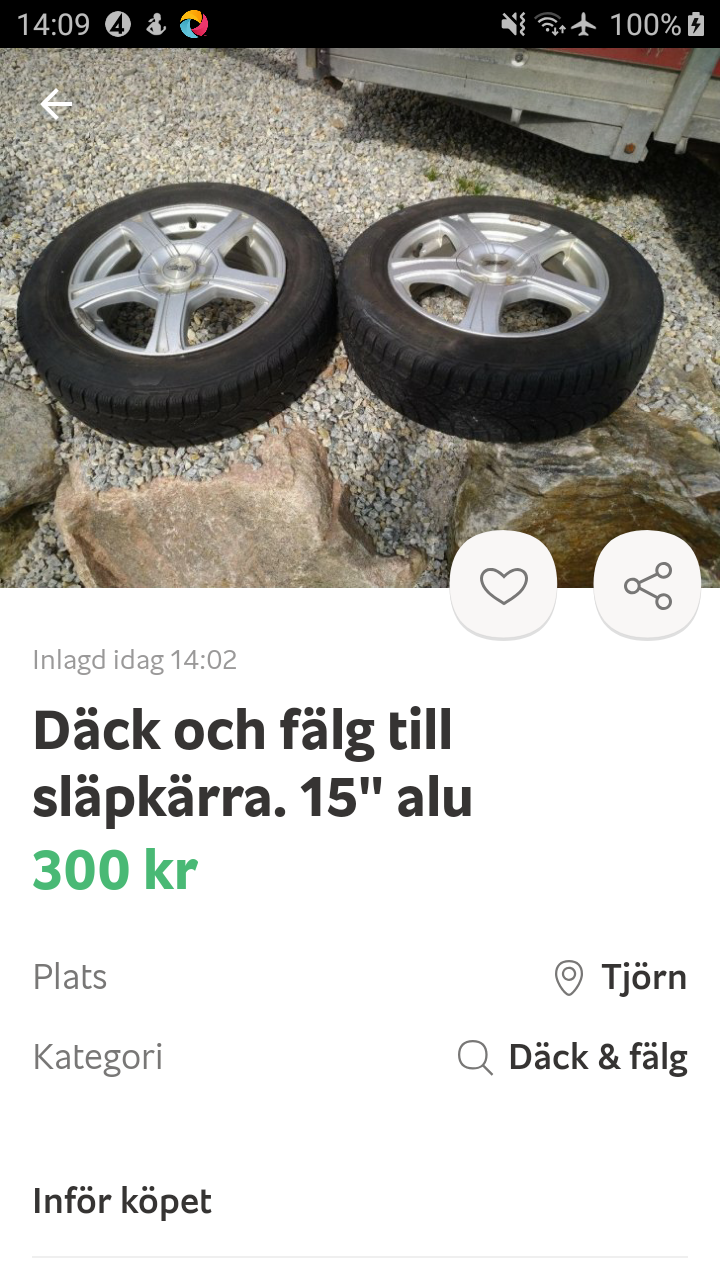 14:09
100%
Inlagd idag 14:02
Däck och fälg till
släpkärra. 15" alu
300 kr
Plats
Tjörn
Kategori
Däck & fälg
Inför köpet